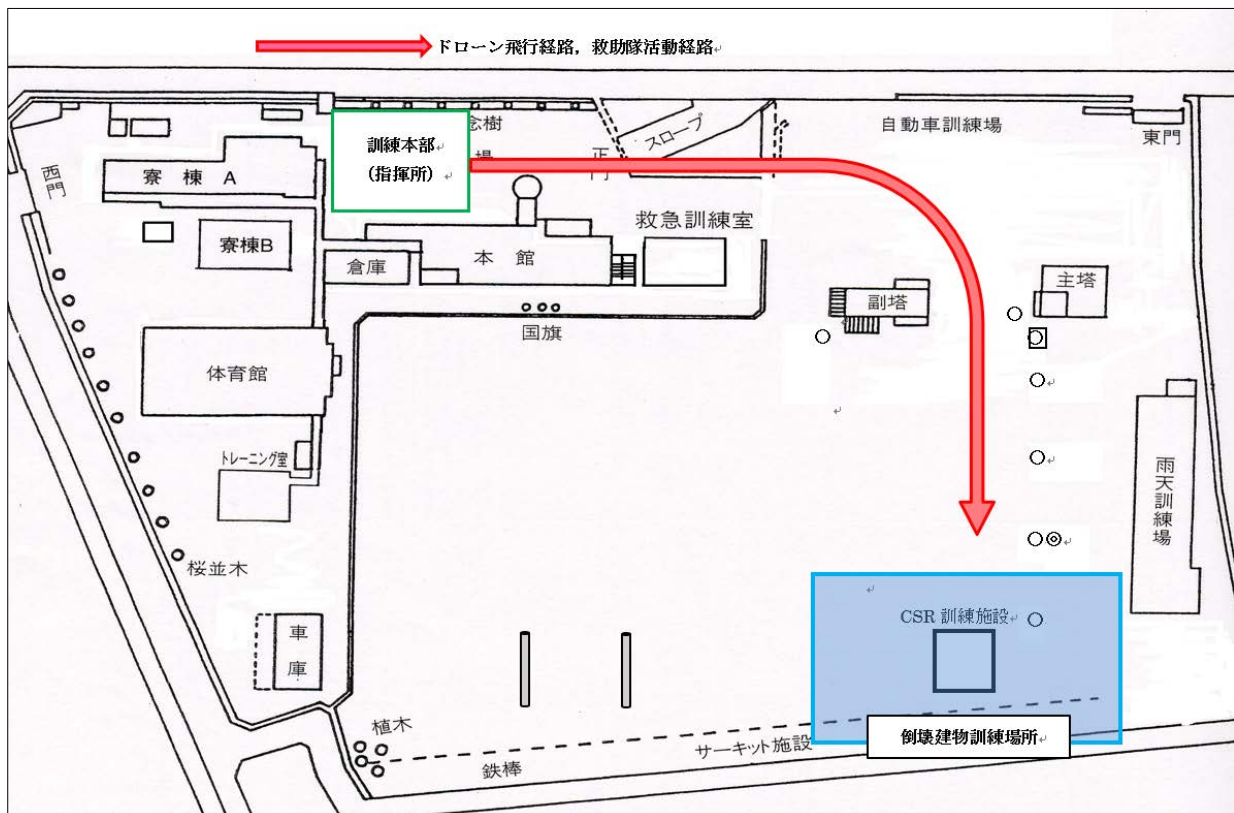 ドローン飛行経路，救助隊活動経路
訓練本部
（指揮所）
念樹
場
正
門
スロープ
自動車訓練場
東門
西門
寮棟A
寮棟B
倉庫
本館
救急訓練室
国旗
副塔
主塔
体育館
トレーニング室
雨天訓練場
桜並木
CSR 訓練施設
車庫
植木
鉄棒
サーキット施設
倒壊建物訓練場所